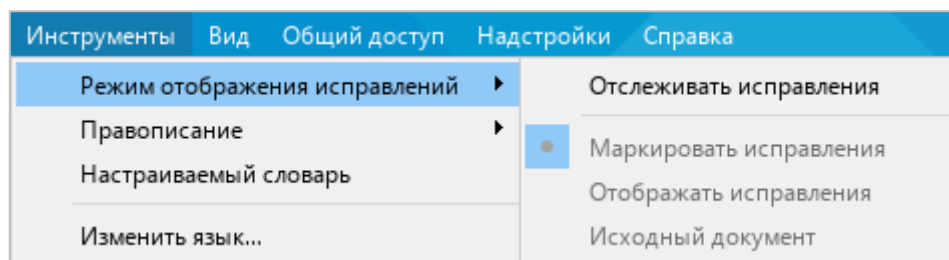 Инструменты Вид Общий доступ Надстройки Справка
Режим отображения исправлений Отслеживать исправления
Правописание
Маркировать исправления
Настраиваемый словарь
Отображать исправления
Изменить язык... Исходный документ